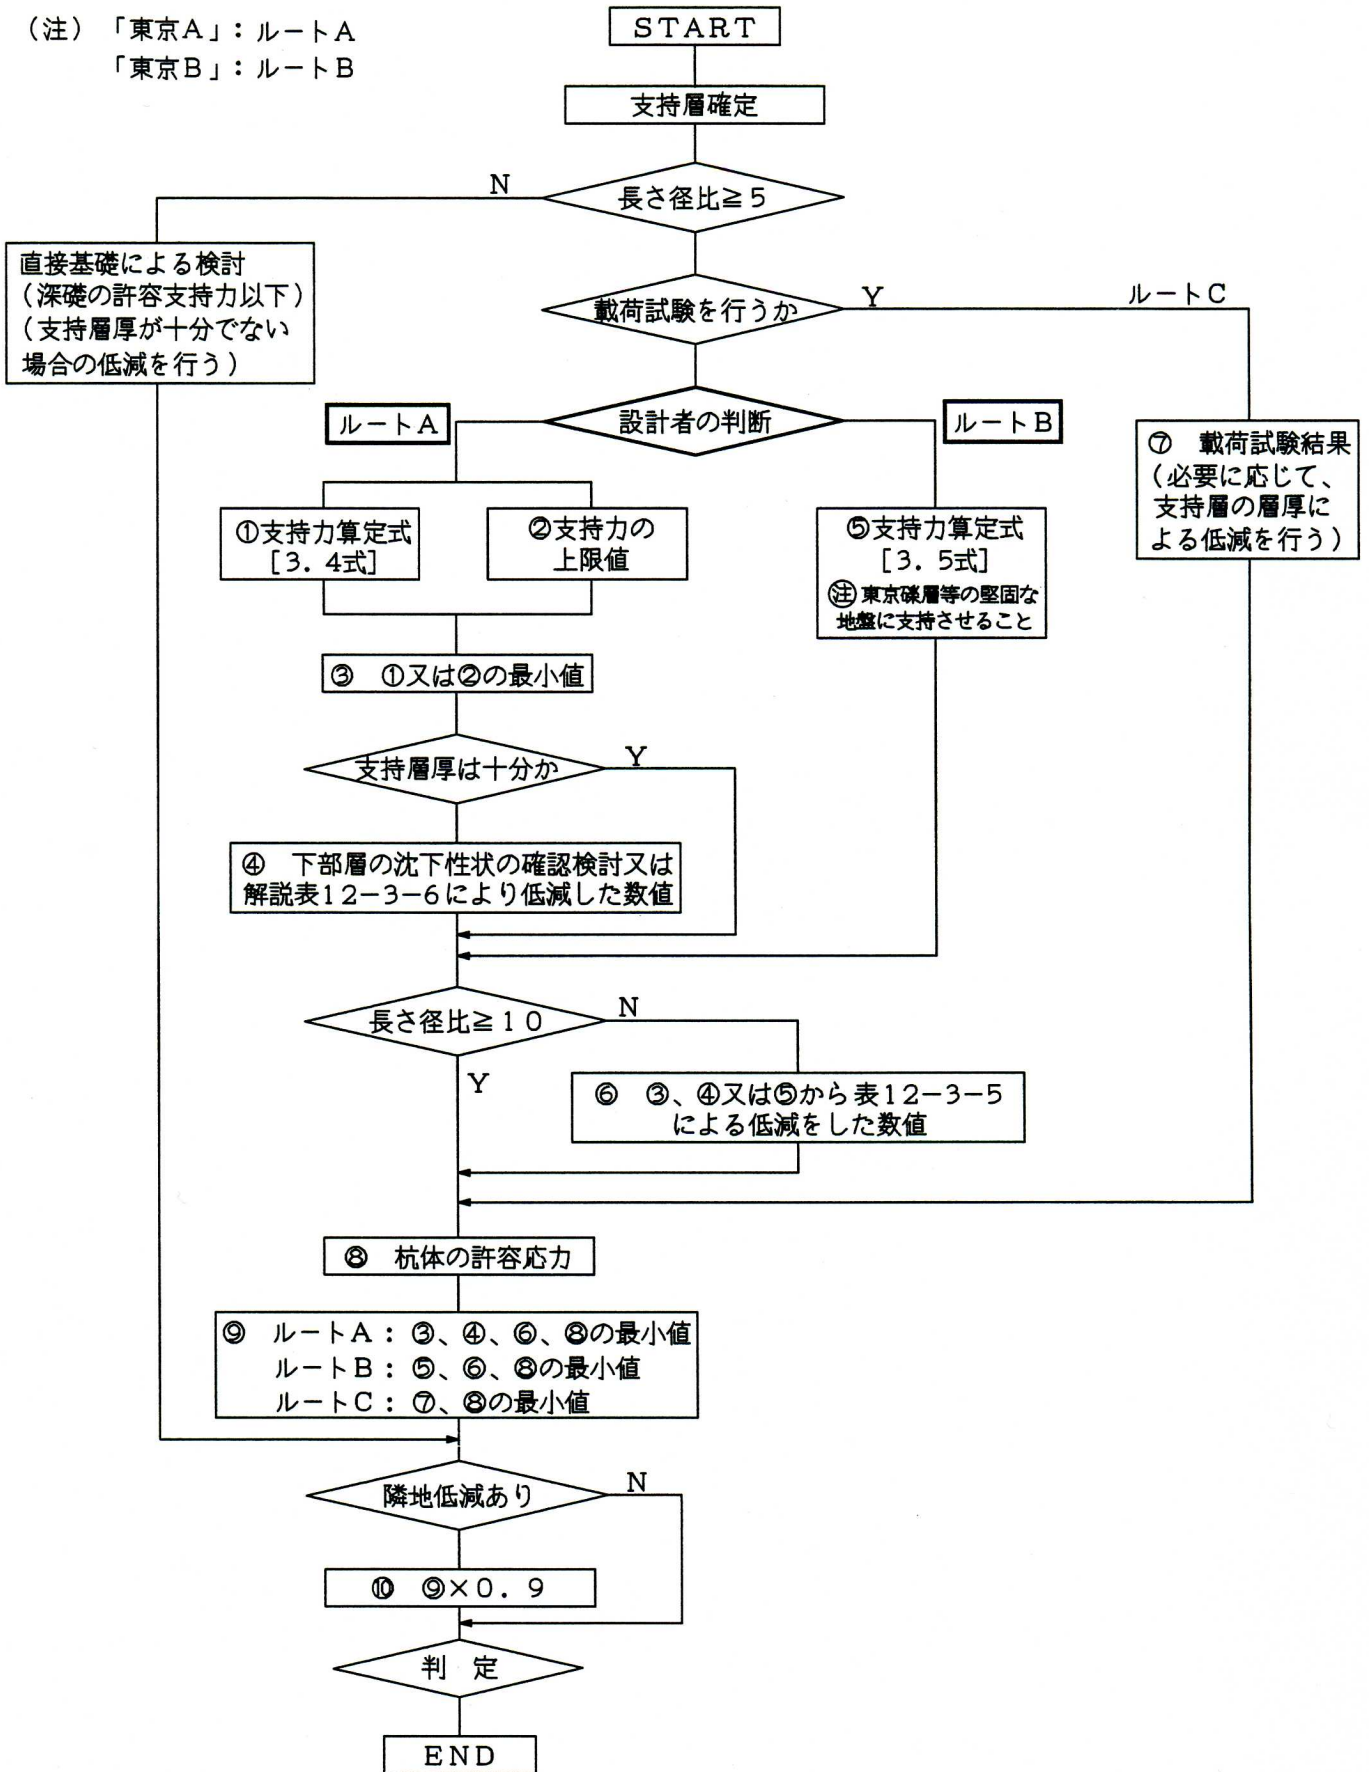 （注）「東京Ａ」：ルートＡ
「東京Ｂ」：ルートＢ
ＳＴＡＲＴ
支持層確定
長さ径比≧５
N
直接基礎による検討
（深礎の許容支持力以下）
（支持層厚が十分でない
場合の低減を行う）
載荷試験を行うか
Y
ルートＣ
設計者の判断
ルートＡ
ルートＢ
⑦　載荷試験結果
（必要に応じて、
支持層の層厚に
よる低減を行う）
①支持力算定式
［３．４式］
②支持力の
上限値
⑤支持力算定式
［３．５式］
㊟東京礫層等の堅固な
地盤に支持させること
③　①又は②の最小値
支持層厚は十分か
Y
④　下部層の沈下性状の確認検討又は
解説表１２－３－６により低減した数値
長さ径比≧１０
N
Y
⑥　③、④又は⑤から表１２－３－５
による低減をした数値
⑧　杭体の許容応力
⑨　ルートＡ：③、④、⑥、⑧の最小値
ルートＢ：⑤、⑥、⑧の最小値
ルートＣ：⑦、⑧の最小値
隣地低減あり
N
⑩　⑨×０．９
判　定
ＥＮＤ